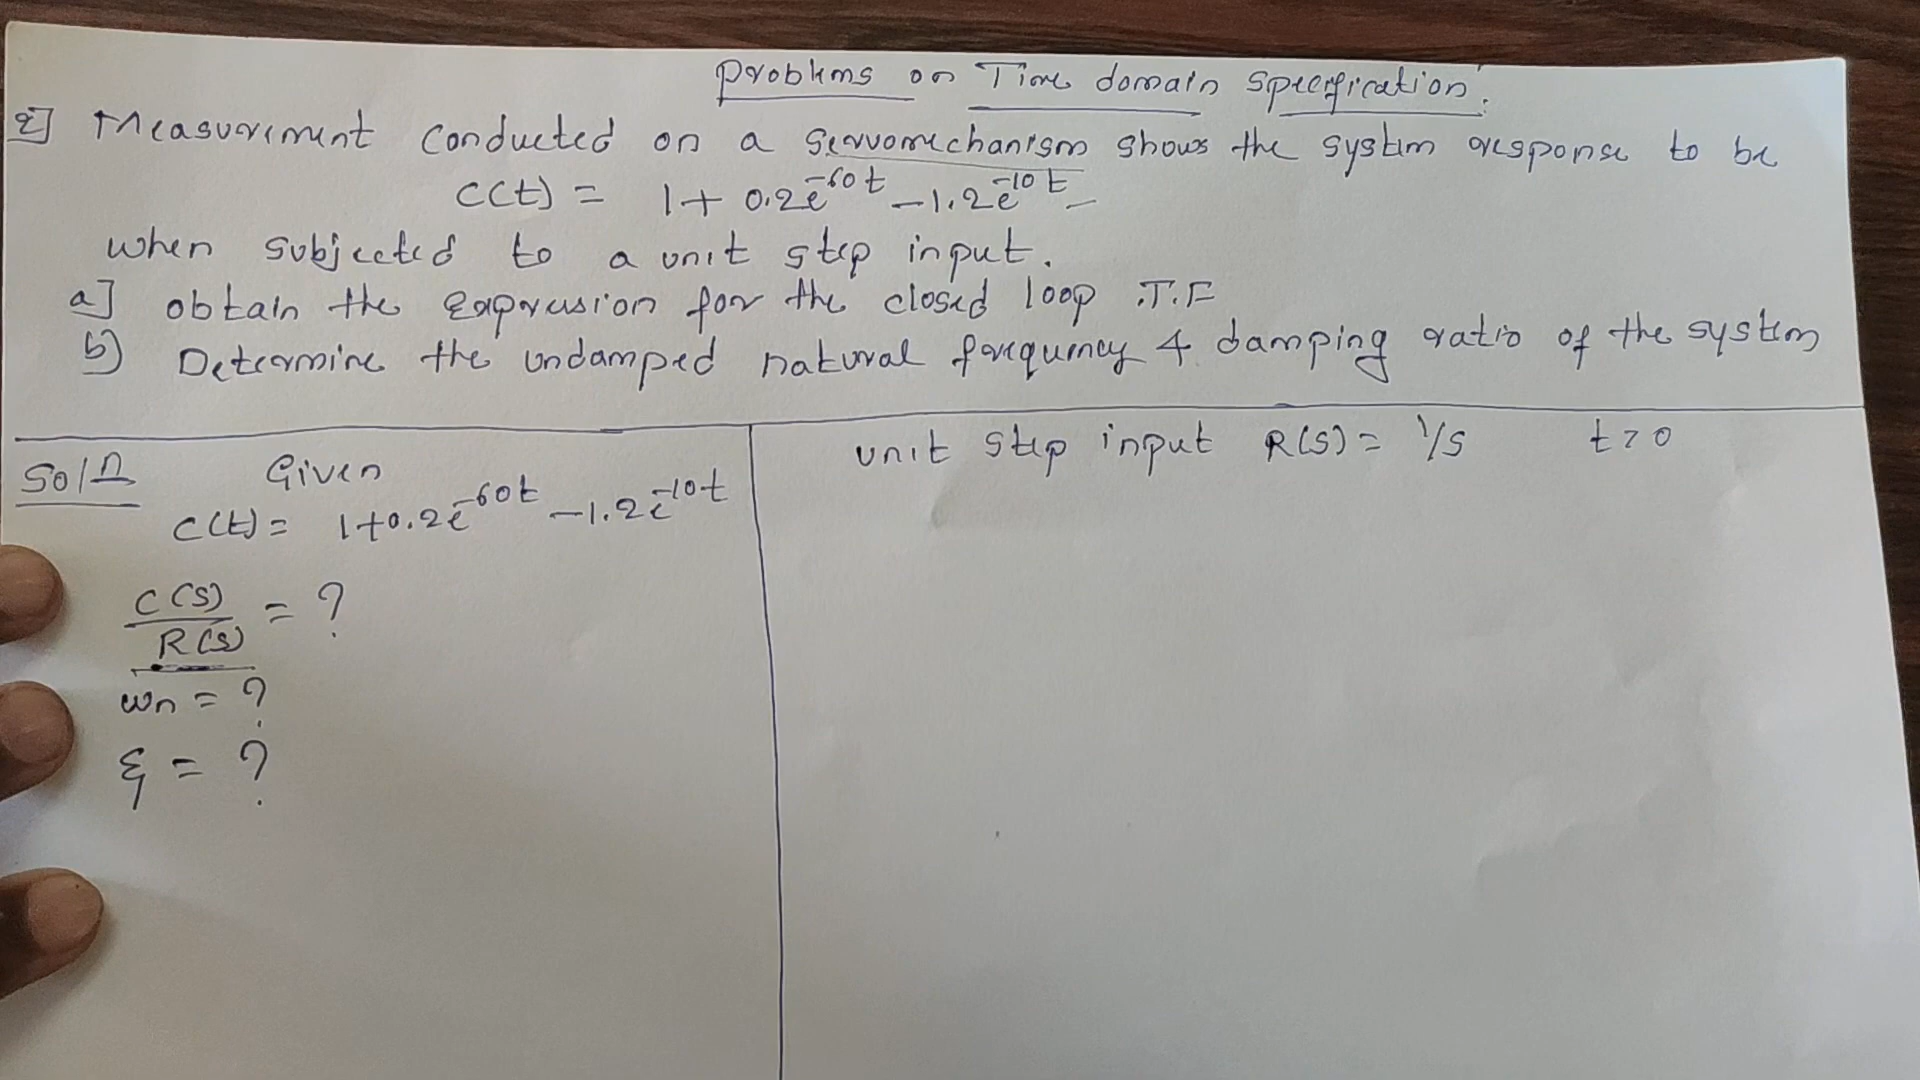 Problems on Time domain Specification.
2] Measurement conducted on a servomechanism shows the system response to be
c(t) = 1 + 0.2e^{-60t} - 1.2e^{-10t}
when subjected to a unit step input.
a] obtain the expression for the closed loop T.F
b) Determine the undamped natural frequency & damping ratio of the system
Soln Given
c(t) = 1+0.2e^{-60t} - 1.2e^{-10t}
C(s)/R(s) = ?
ωn = ?
ξ = ?
unit step input R(s) = 1/s t>0